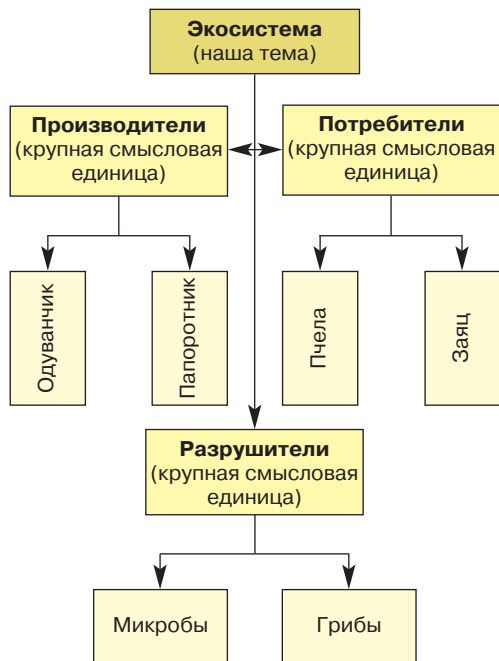 Экосистема
(наша тема)
Производители
(крупная смысловая
единица)
Потребители
(крупная смысловая
единица)
Одуванчик
Папоротник
Пчела
Заяц
Разрушители
(крупная смысловая
единица)
Микробы
Грибы